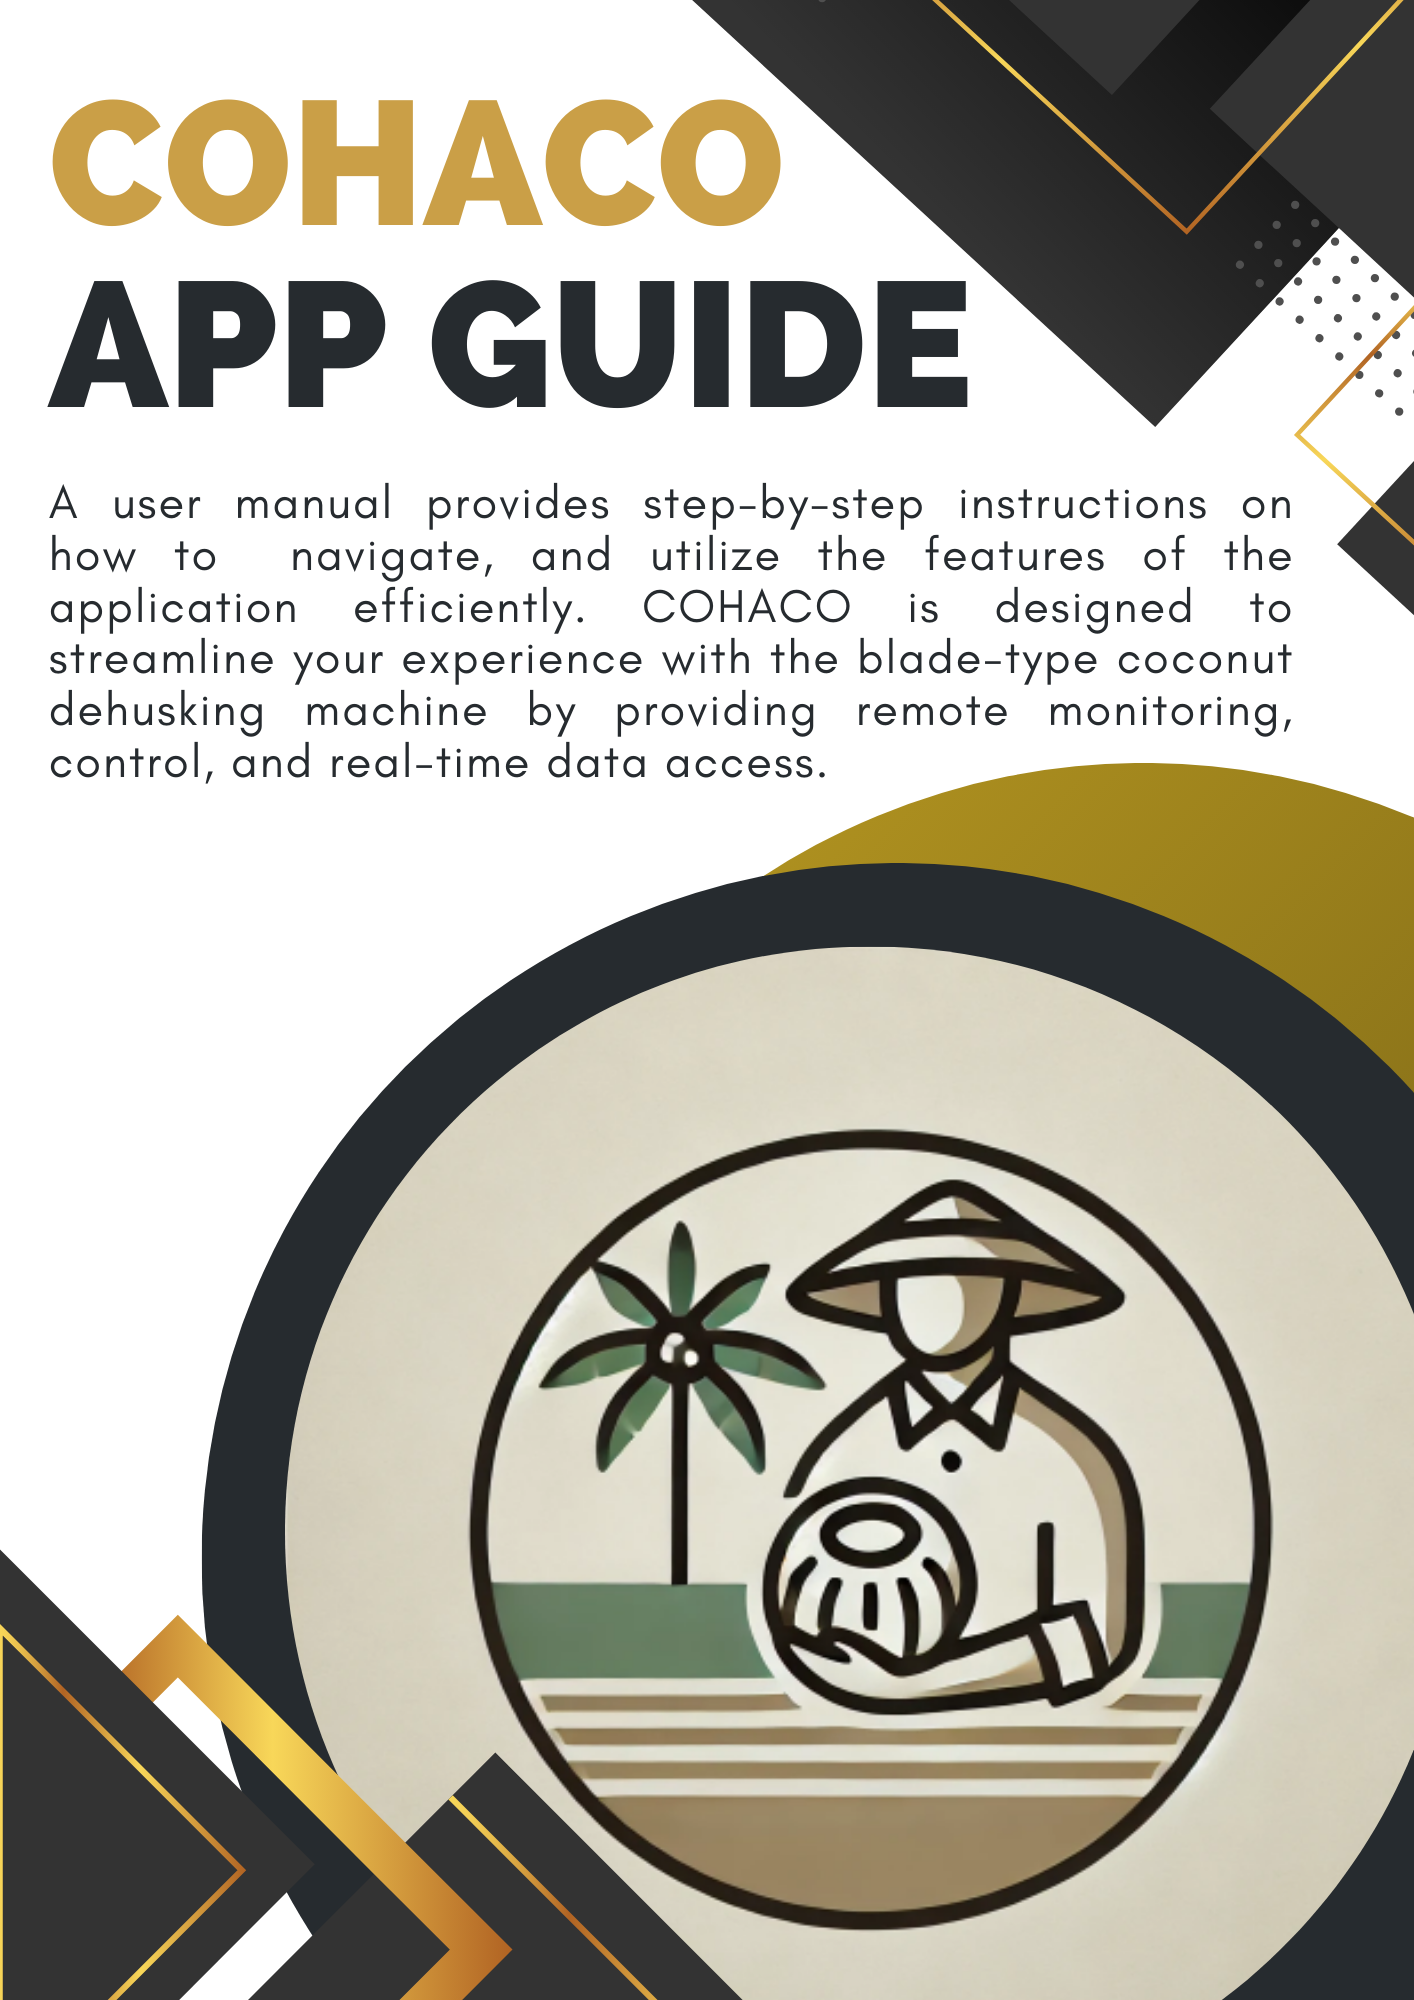 COHACO
APP GUIDE
A user manual provides step-by-step instructions on
how to navigate, and utilize the features of the
application efficiently. COHACO is designed to
streamline your experience with the blade-type coconut
dehusking machine by providing remote monitoring,
control, and real-time data access.